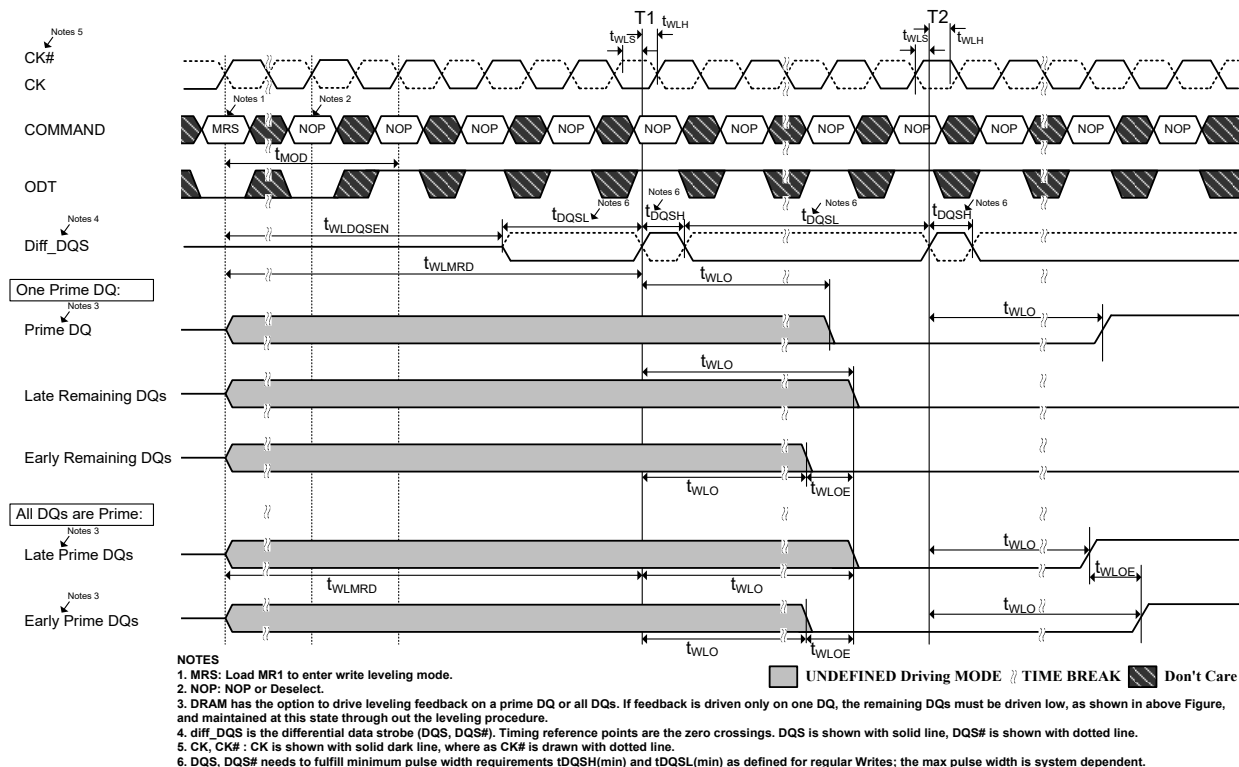 T1
T2
tWLS
tWLH
tWLS
tWLH
Notes 5
CK#
CK
Notes 1
Notes 2
COMMAND
MRS
NOP
NOP
NOP
NOP
NOP
NOP
NOP
NOP
NOP
NOP
NOP
tMOD
ODT
Notes 6
Notes 6
Notes 6
Notes 6
tDQSL
tDQSH
tDQSL
tDQSH
Notes 4
Diff_DQS
tWLDQSEN
tWLMRD
tWLO
One Prime DQ:
Notes 3
Prime DQ
tWLO
tWLO
Late Remaining DQs
Early Remaining DQs
tWLO
tWLOE
All DQs are Prime:
Notes 3
Late Prime DQs
tWLO
tWLMRD
tWLO
tWLOE
Notes 3
Early Prime DQs
tWLO
tWLO
tWLOE
NOTES
1. MRS: Load MR1 to enter write leveling mode.
UNDEFINED Driving MODE
TIME BREAK
Don't Care
2. NOP: NOP or Deselect.
3. DRAM has the option to drive leveling feedback on a prime DQ or all DQs. If feedback is driven only on one DQ, the remaining DQs must be driven low, as shown in above Figure,
and maintained at this state through out the leveling procedure.
4. diff_DQS is the differential data strobe (DQS, DQS#). Timing reference points are the zero crossings. DQS is shown with solid line, DQS# is shown with dotted line.
5. CK, CK# : CK is shown with solid dark line, where as CK# is drawn with dotted line.
6. DQS, DQS# needs to fulfill minimum pulse width requirements tDQSH(min) and tDQSL(min) as defined for regular Writes; the max pulse width is system dependent.